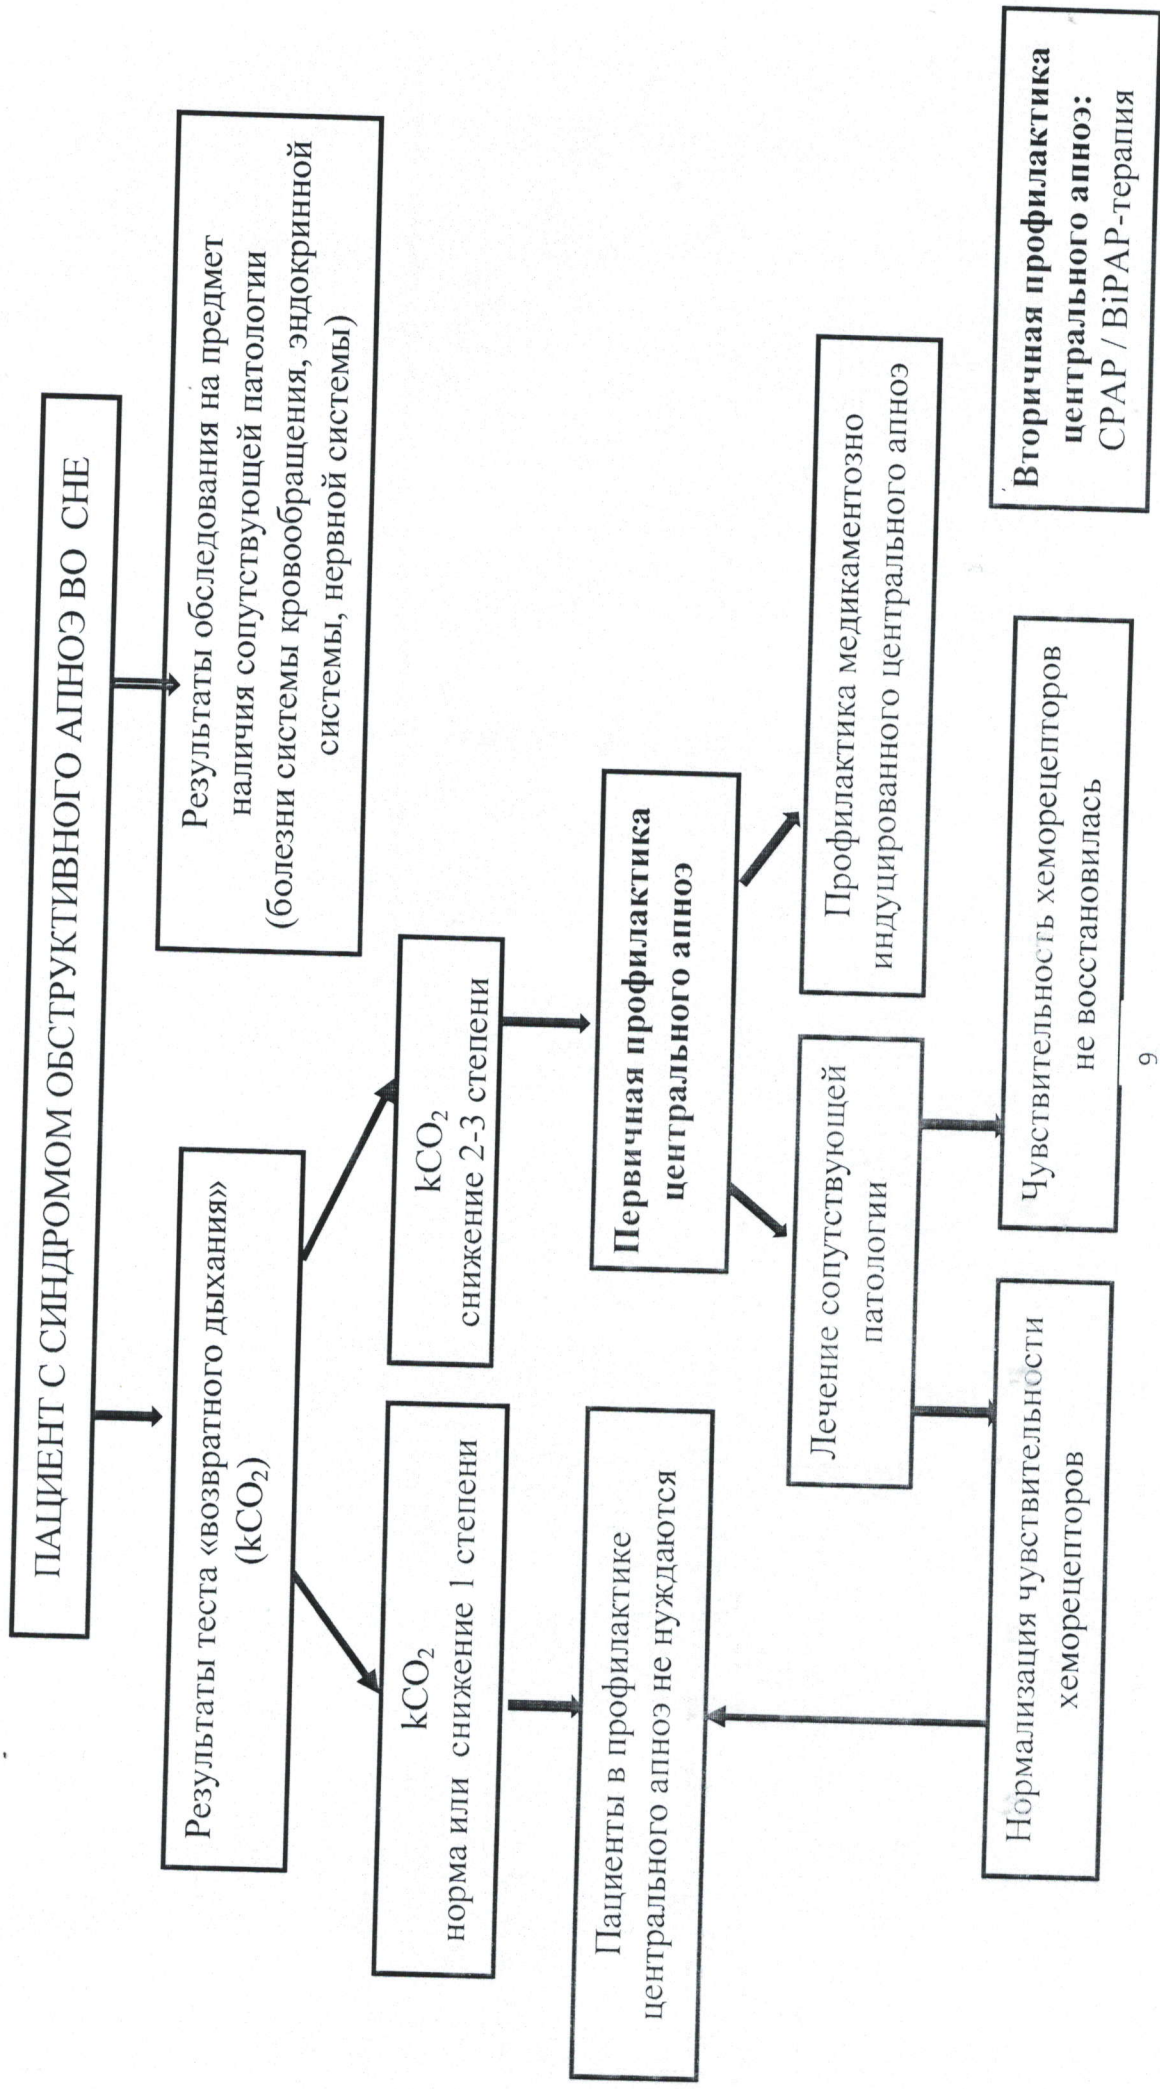 ПАЦИЕНТ С СИНДРОМОМ ОБСТРУКТИВНОГО АПНОЭ ВО СНЕ
Результаты теста «возвратного дыхания»
(kCO₂)
Результаты обследования на предмет
наличия сопутствующей патологии
(болезни системы кровообращения, эндокринной
системы, нервной системы)
kCO₂
норма или снижение 1 степени
kCO₂
снижение 2-3 степени
Пациенты в профилактике
центрального апноэ не нуждаются
Первичная профилактика
центрального апноэ
Лечение сопутствующей
патологии
Профилактика медикаментозно
индуцированного центрального апноэ
Нормализация чувствительности
хеморецепторов
Чувствительность хеморецепторов
не восстановилась
Вторичная профилактика
центрального апноэ:
CPAP / BiPAP-терапия
9